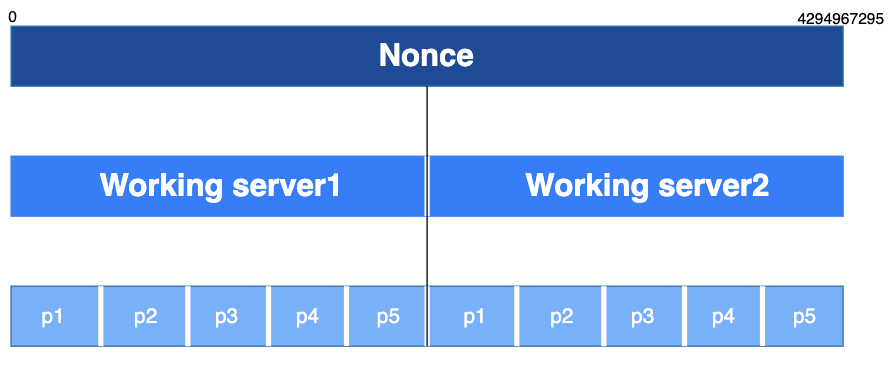 0
4294967295
Nonce
Working server1
Working server2
p1
p2
p3
p4
p5
p1
p2
p3
p4
p5